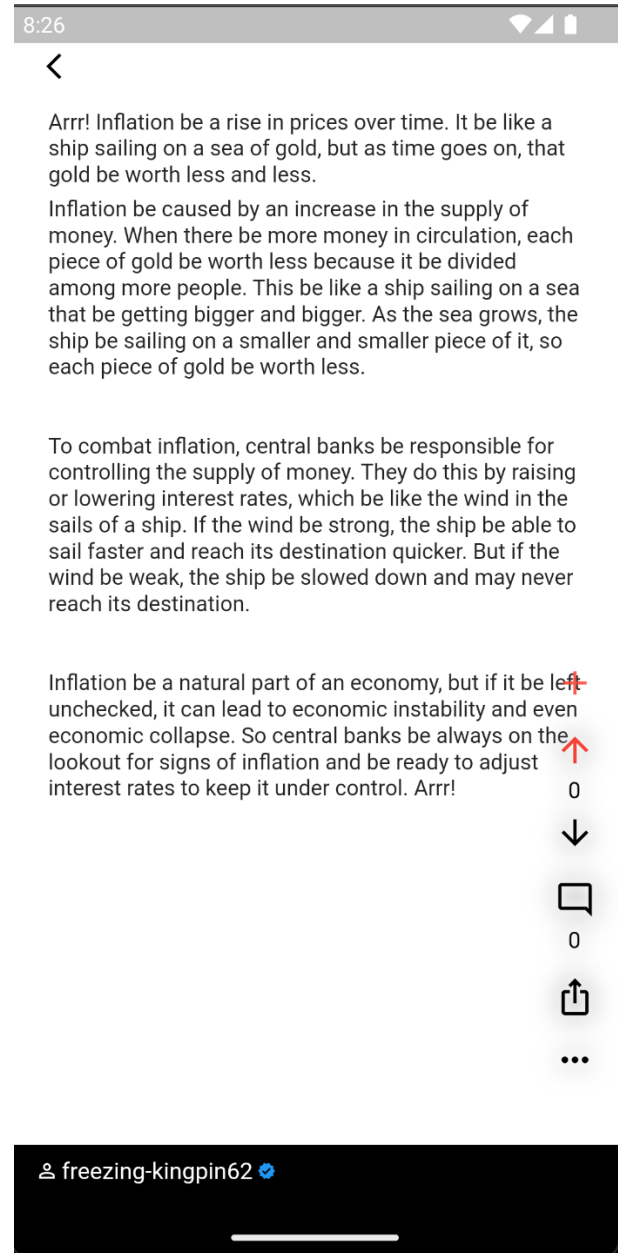 8:26
Arrr! Inflation be a rise in prices over time. It be like a
ship sailing on a sea of gold, but as time goes on, that
gold be worth less and less.
Inflation be caused by an increase in the supply of
money. When there be more money in circulation, each
piece of gold be worth less because it be divided
among more people. This be like a ship sailing on a sea
that be getting bigger and bigger. As the sea grows, the
ship be sailing on a smaller and smaller piece of it, so
each piece of gold be worth less.
To combat inflation, central banks be responsible for
controlling the supply of money. They do this by raising
or lowering interest rates, which be like the wind in the
sails of a ship. If the wind be strong, the ship be able to
sail faster and reach its destination quicker. But if the
wind be weak, the ship be slowed down and may never
reach its destination.
Inflation be a natural part of an economy, but if it be left
unchecked, it can lead to economic instability and even
economic collapse. So central banks be always on the
lookout for signs of inflation and be ready to adjust
interest rates to keep it under control. Arrr!
0
0
freezing-kingpin62